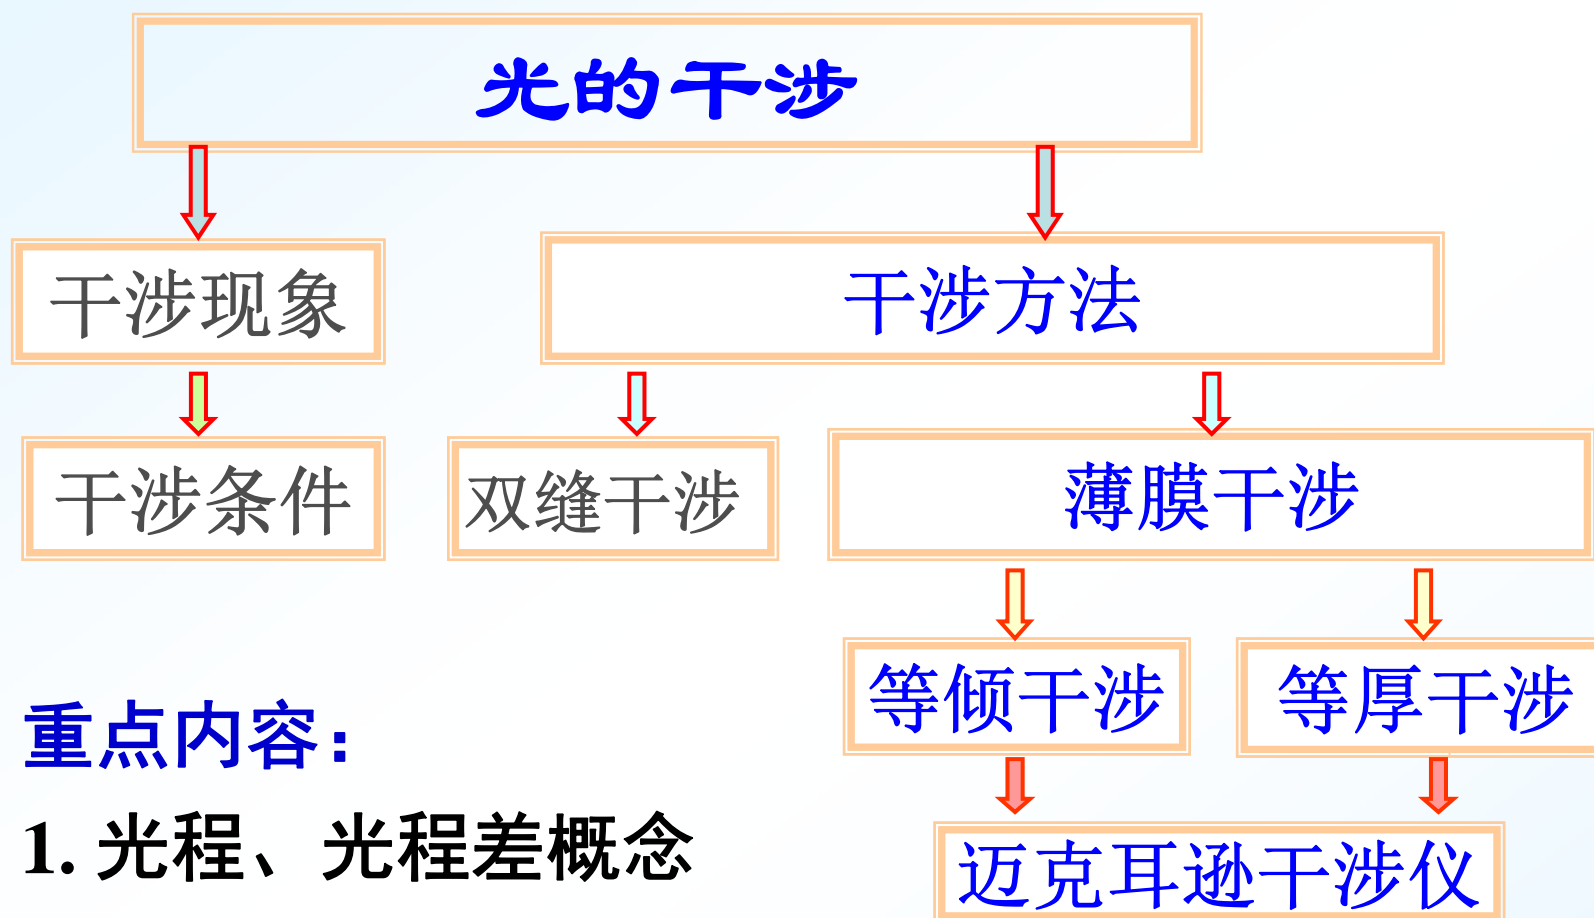 光的干涉
干涉现象
干涉方法
干涉条件
双缝干涉
薄膜干涉
等倾干涉
等厚干涉
重点内容：
1. 光程、光程差概念
迈克耳逊干涉仪